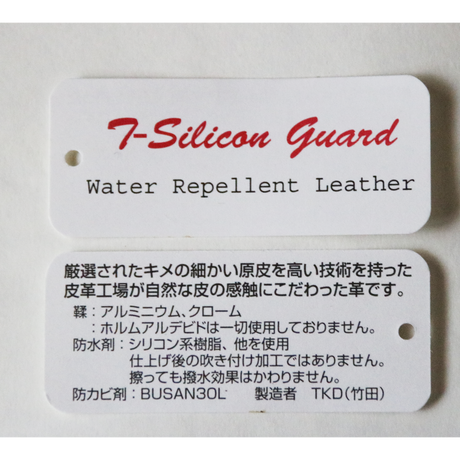 T-Silicon Guard
Water Repellent Leather
厳選されたキメの細かい原皮を高い技術を持った
皮革工場が自然な皮の感触にこだわった革です。
鞣：アルミニウム、クローム
：ホルムアルデビドは一切使用しておりません。
防水剤：シリコン系樹脂、他を使用
仕上げ後の吹き付け加工ではありません。
擦っても撥水効果はかわりません。
防カビ剤：BUSAN30L 製造者 TKD(竹田)